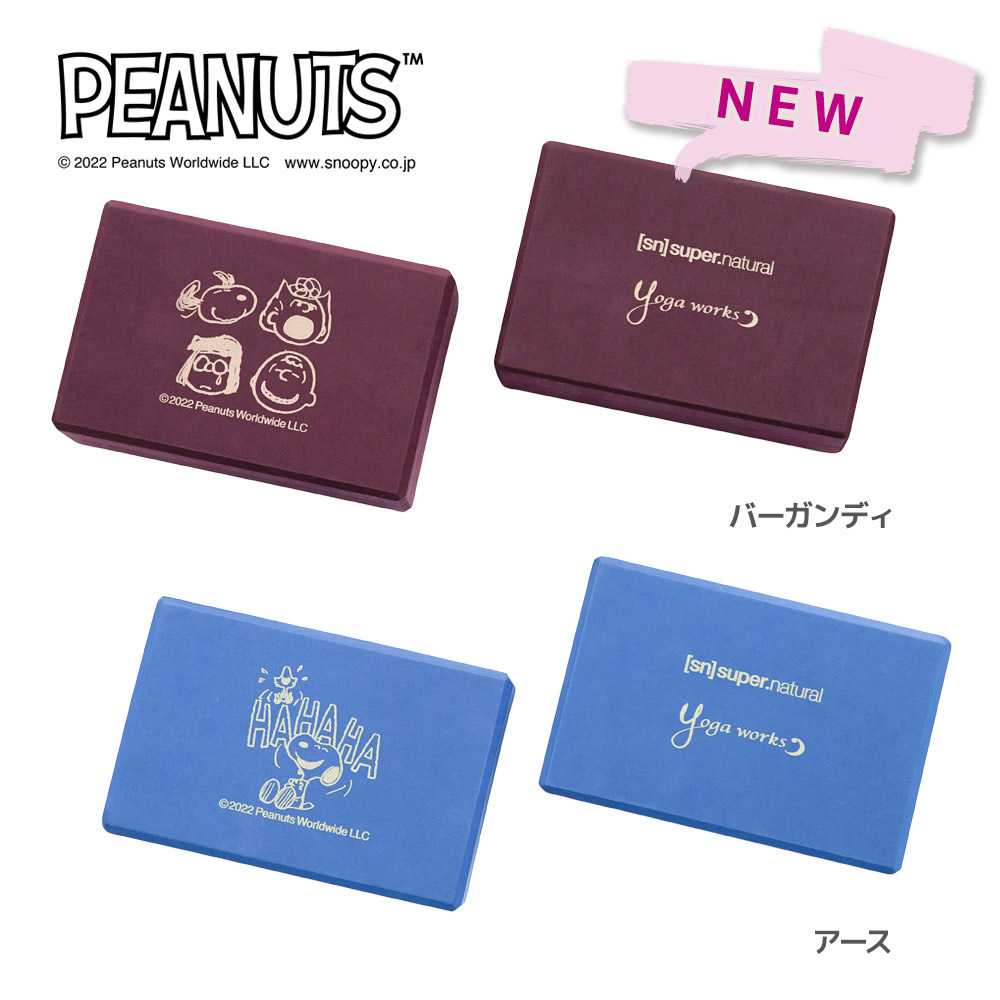 PEANUTS™
© 2022 Peanuts Worldwide LLC www.snoopy.co.jp
NEW
©2022 Peanuts Worldwide LLC
[sn]super.natural
Yoga works
バーガンディ
HAHAHA
©2022 Peanuts Worldwide LLC
[sn]super.natural
Yoga works
アース